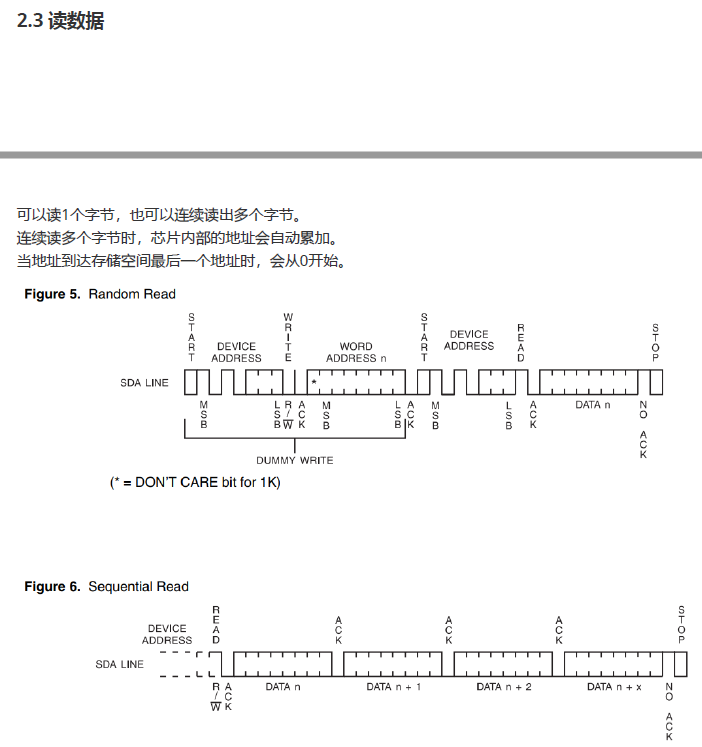 2.3 读数据
可以读1个字节，也可以连续读出多个字节。
连续读多个字节时，芯片内部的地址会自动累加。
当地址到达存储空间最后一个地址时，会从0开始。
Figure 5. Random Read
START
DEVICE ADDRESS
WRITE
WORD ADDRESS n
START
DEVICE ADDRESS
READ
STOP
SDA LINE
*
MSB
LSB
R/W
ACK
MSB
LSB
ACK
MSB
LSB
ACK
DATA n
NO ACK
DUMMY WRITE
(* = DON'T CARE bit for 1K)
Figure 6. Sequential Read
DEVICE ADDRESS
READ
ACK
ACK
ACK
STOP
SDA LINE
R/W
ACK
DATA n
DATA n + 1
DATA n + 2
DATA n + x
NO ACK